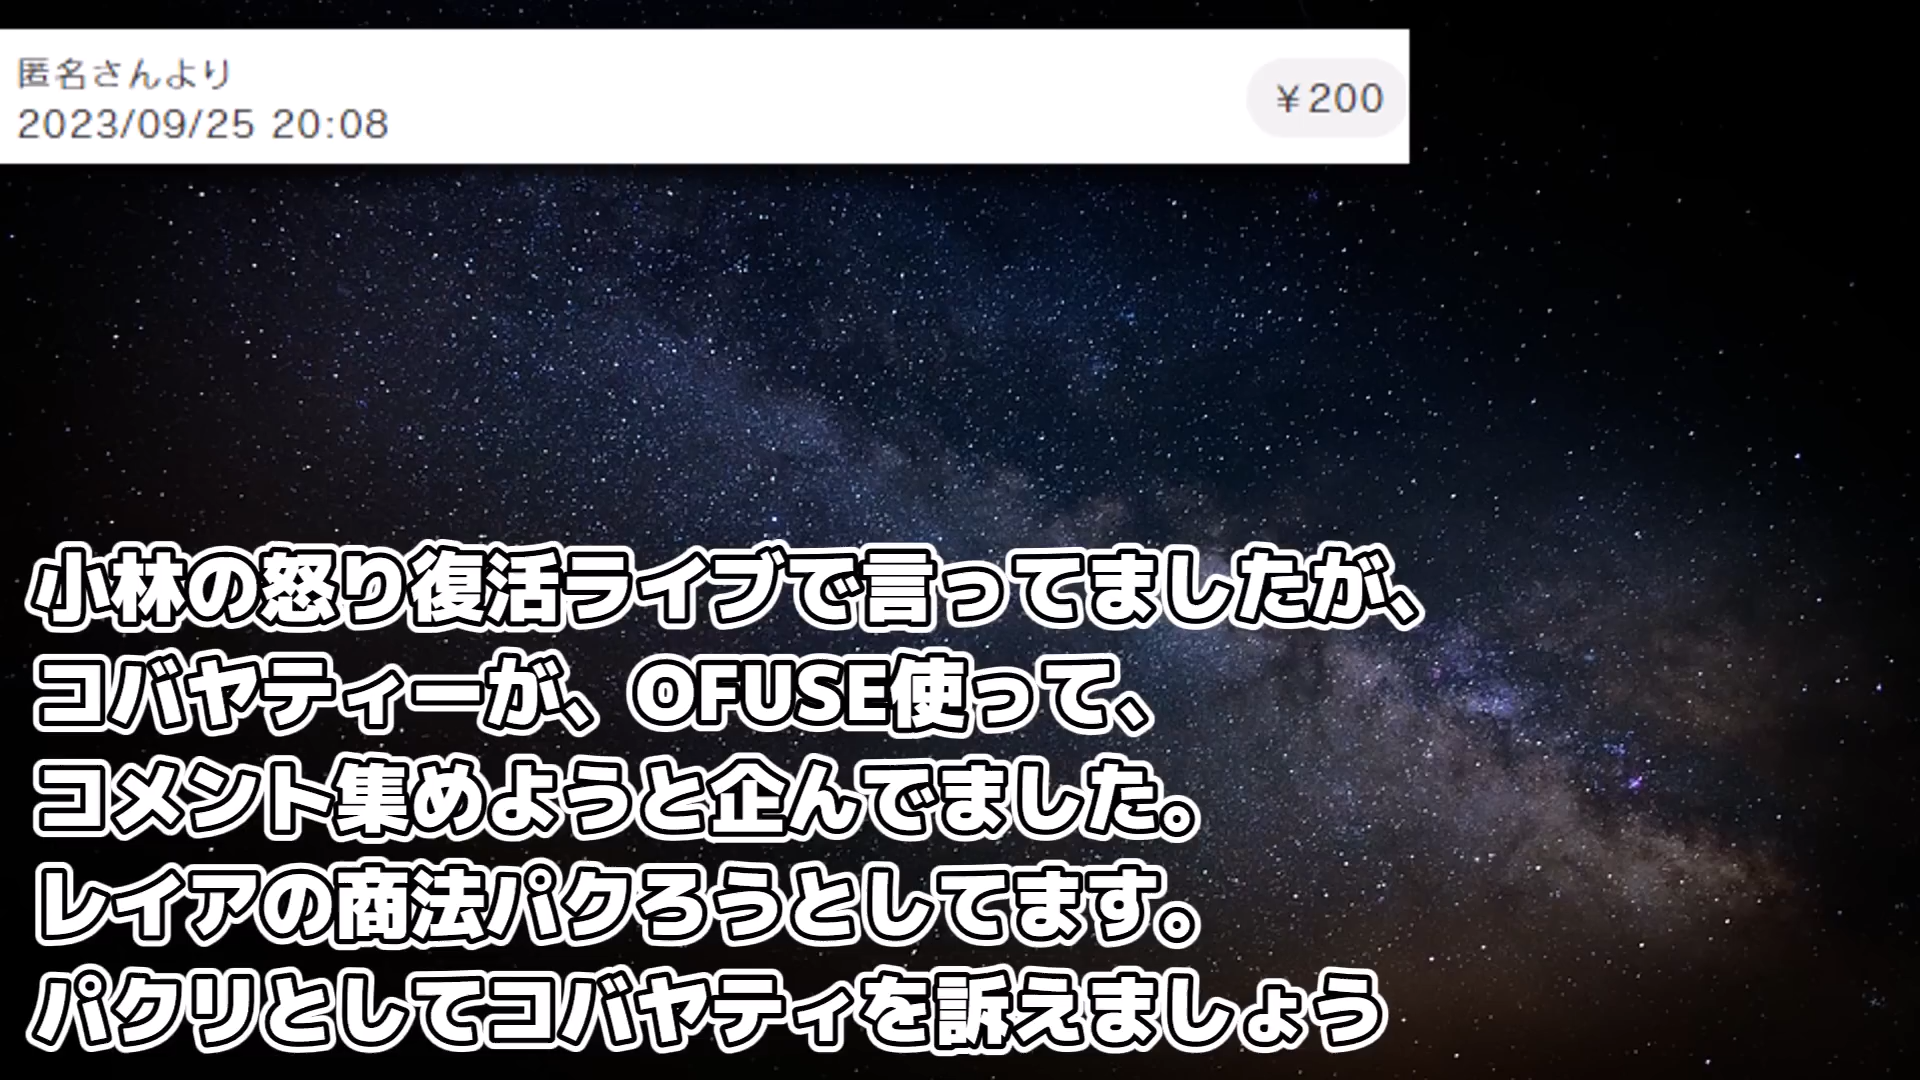 匿名さんより
2023/09/25 20:08
￥200
小林の怒り復活ライブで言ってましたが、
コバヤティーが、OFUSE使って、
コメント集めようと企んでました。
レイアの商法パクろうとしてます。
パクリとしてコバヤティを訴えましょう